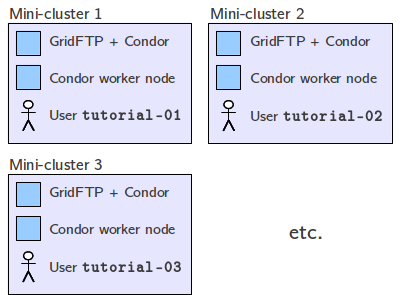 Mini-cluster 1
GridFTP + Condor
Condor worker node
User tutorial-01
Mini-cluster 2
GridFTP + Condor
Condor worker node
User tutorial-02
Mini-cluster 3
GridFTP + Condor
Condor worker node
User tutorial-03
etc.